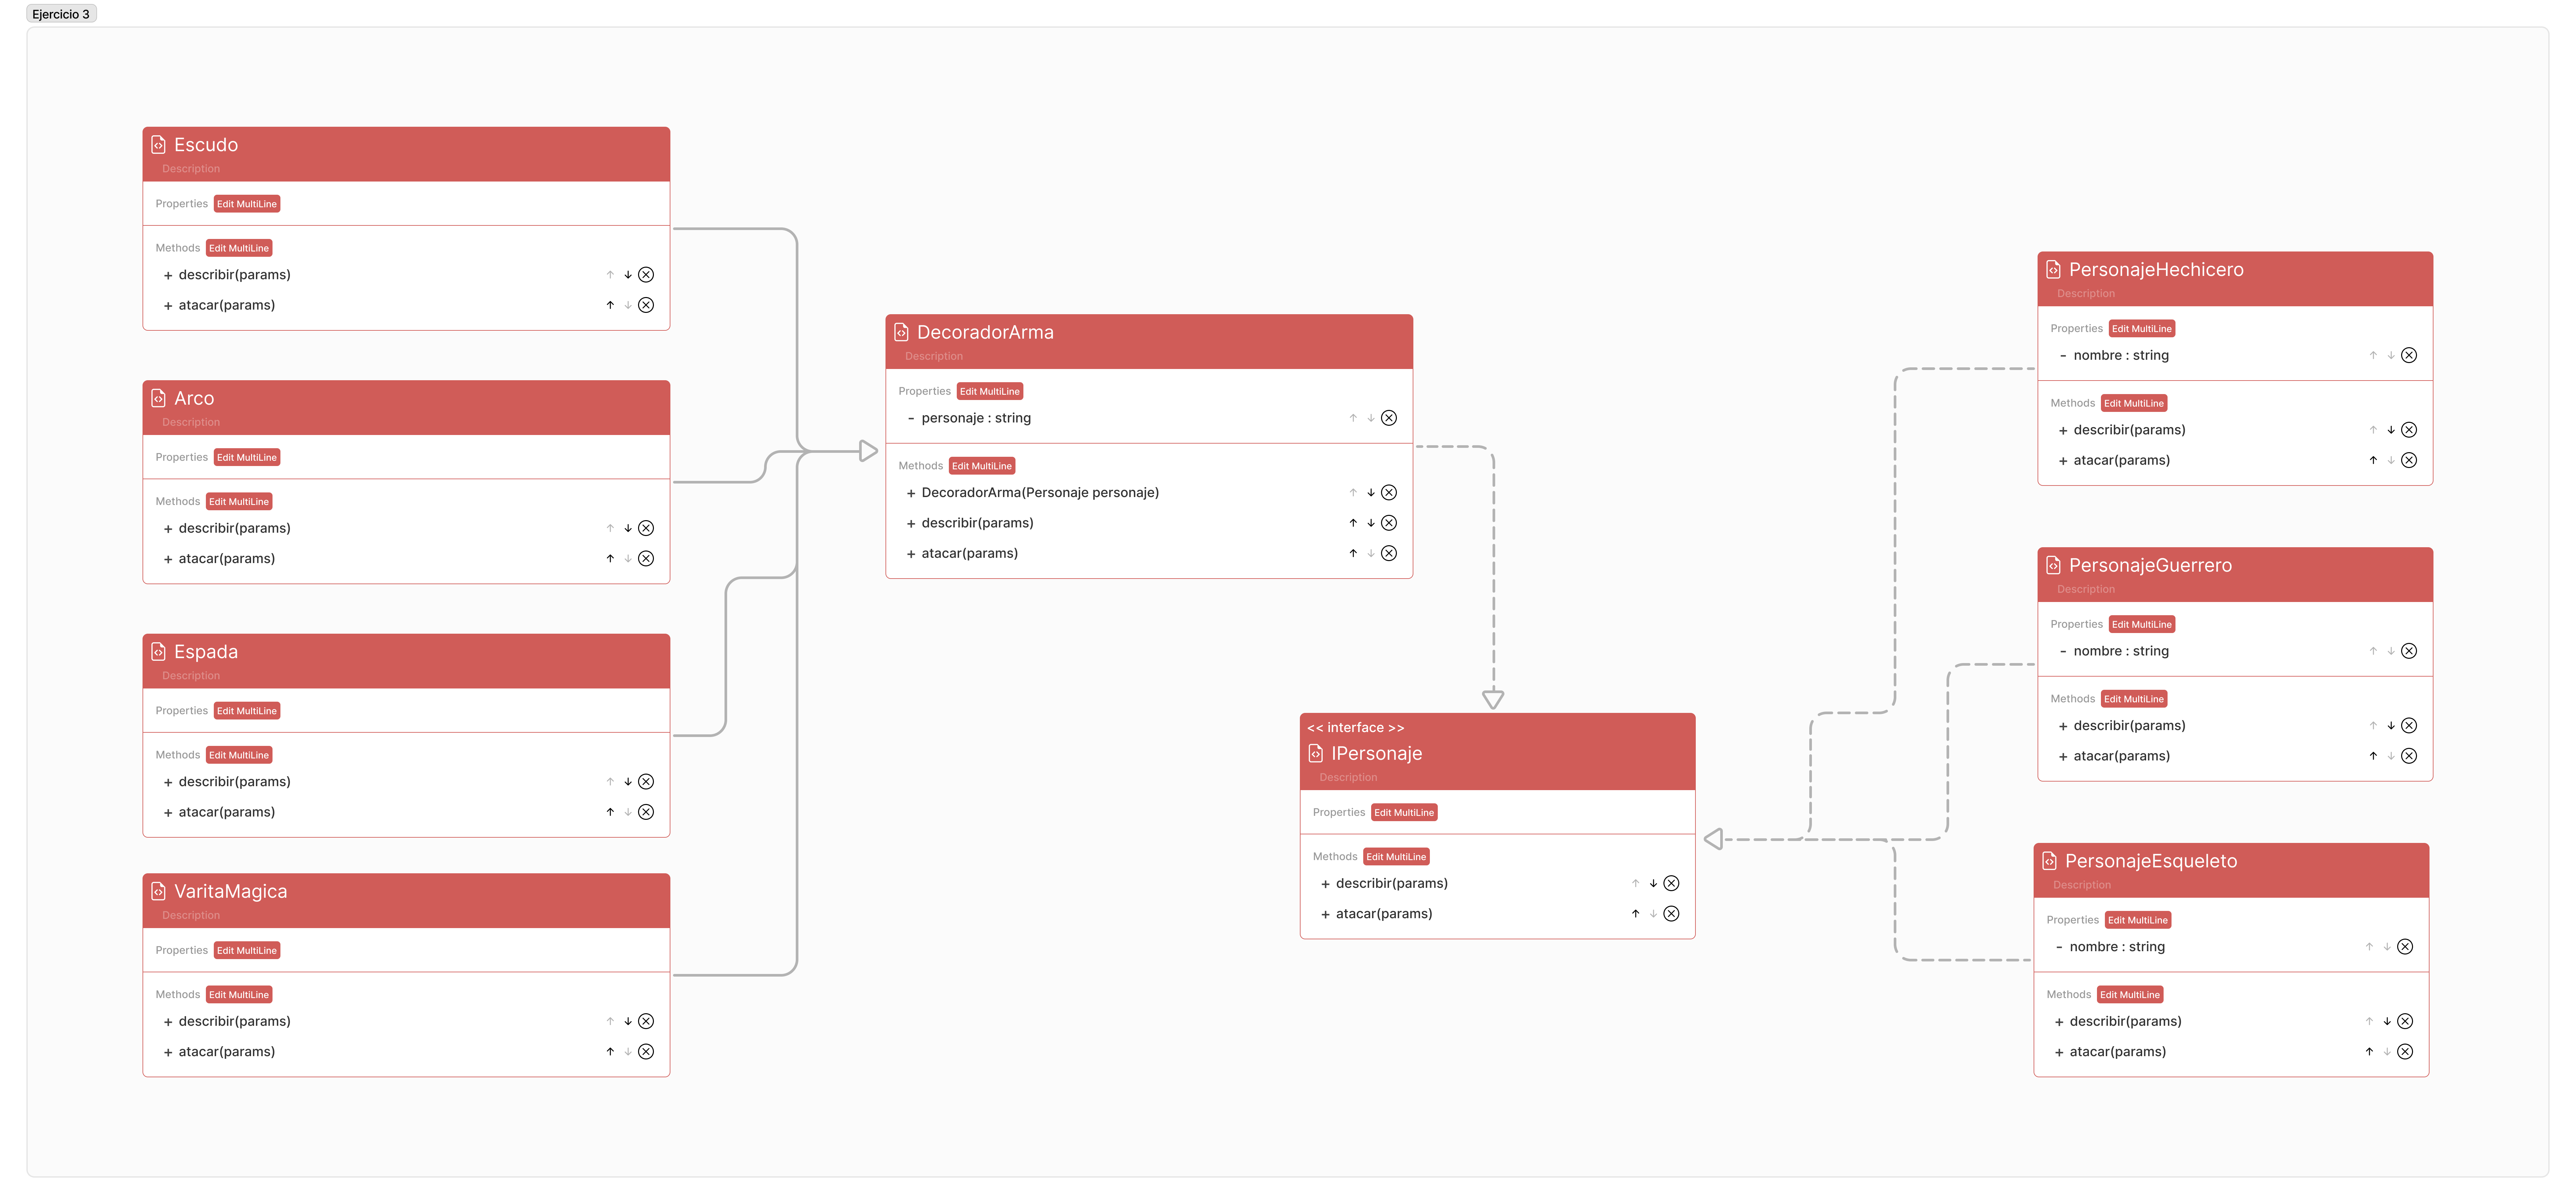 Ejercicio 3
Escudo
Description
Properties Edit MultiLine
Methods Edit MultiLine
+ describir(params)
+ atacar(params)
Arco
Description
Properties Edit MultiLine
Methods Edit MultiLine
+ describir(params)
+ atacar(params)
Espada
Description
Properties Edit MultiLine
Methods Edit MultiLine
+ describir(params)
+ atacar(params)
VaritaMagica
Description
Properties Edit MultiLine
Methods Edit MultiLine
+ describir(params)
+ atacar(params)
DecoradorArma
Description
Properties Edit MultiLine
- personaje : string
Methods Edit MultiLine
+ DecoradorArma(Personaje personaje)
+ describir(params)
+ atacar(params)
<< interface >>
IPersonaje
Description
Properties Edit MultiLine
Methods Edit MultiLine
+ describir(params)
+ atacar(params)
PersonajeHechicero
Description
Properties Edit MultiLine
- nombre : string
Methods Edit MultiLine
+ describir(params)
+ atacar(params)
PersonajeGuerrero
Description
Properties Edit MultiLine
- nombre : string
Methods Edit MultiLine
+ describir(params)
+ atacar(params)
PersonajeEsqueleto
Description
Properties Edit MultiLine
- nombre : string
Methods Edit MultiLine
+ describir(params)
+ atacar(params)